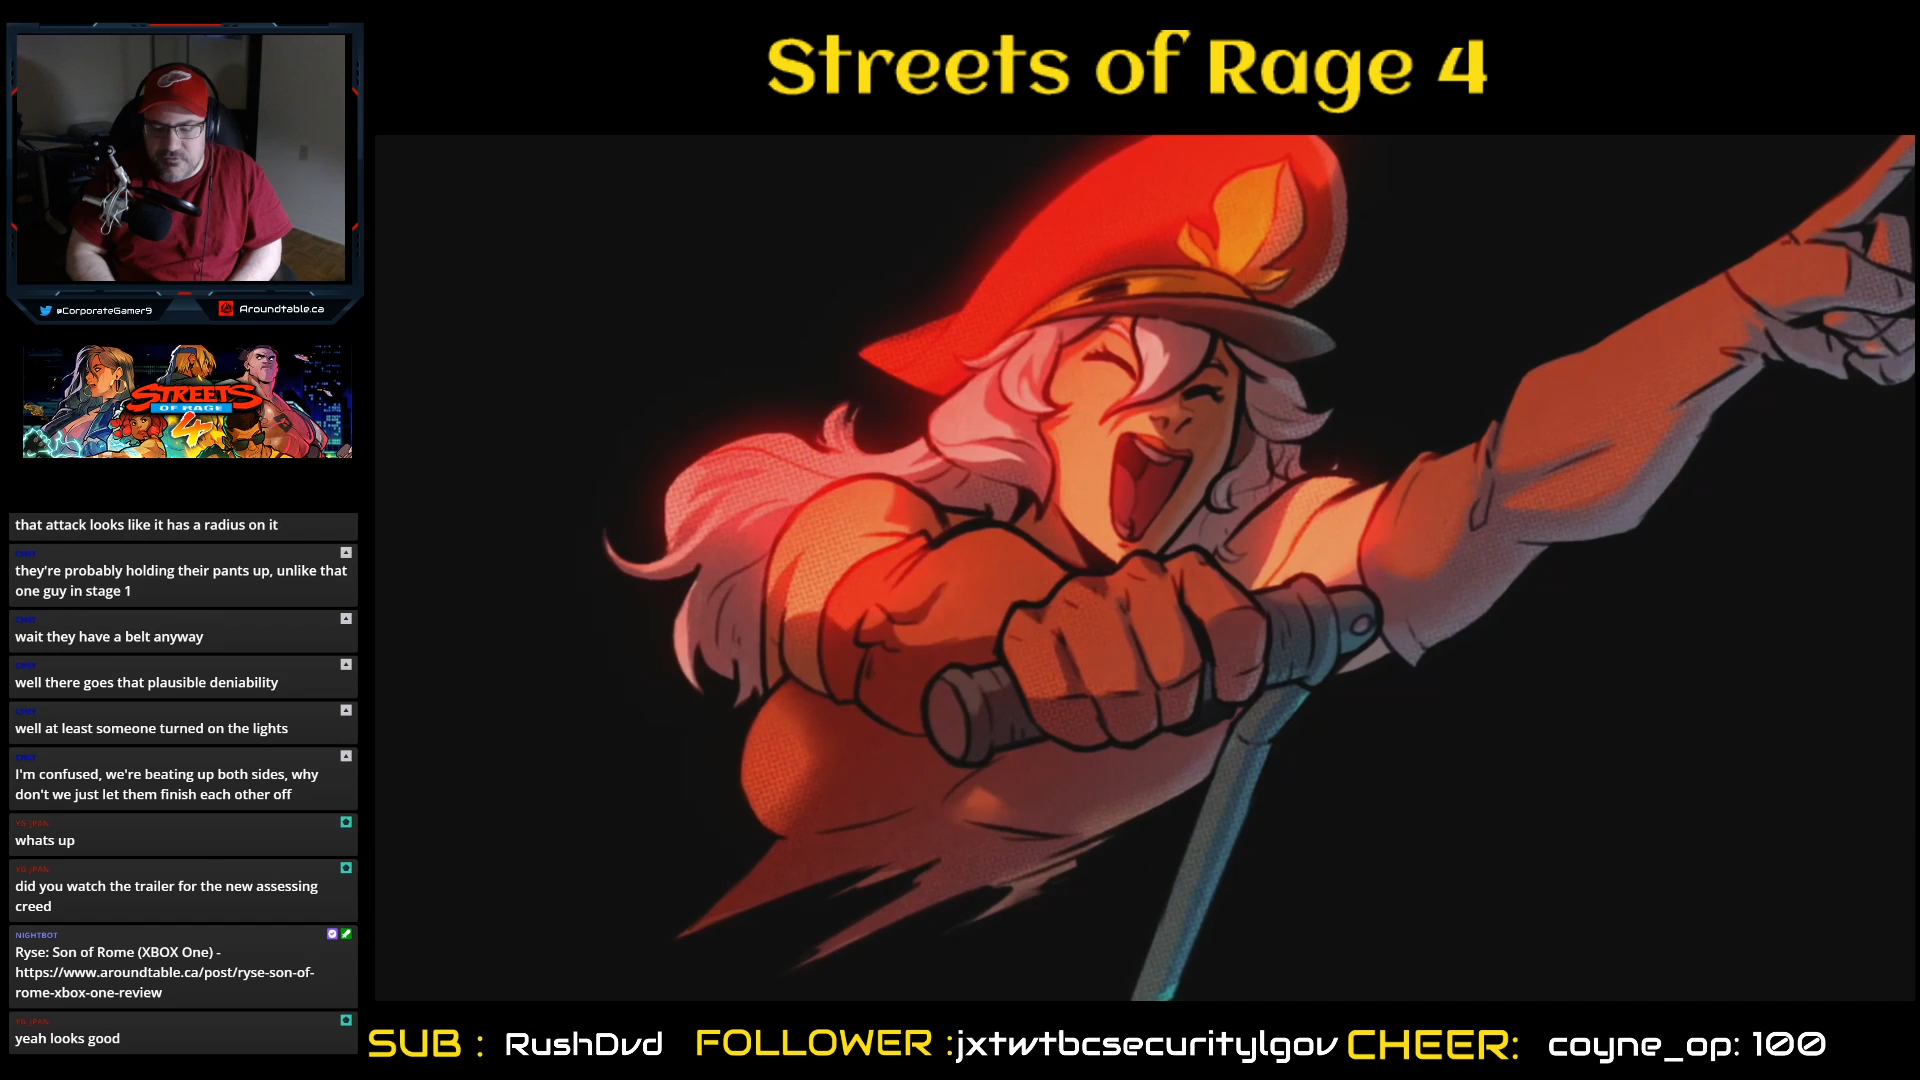 Streets of Rage 4
@CorporateGamer9
Aroundtable.ca
STREETS
OF RAGE
4
that attack looks like it has a radius on it
they're probably holding their pants up, unlike that
one guy in stage 1
wait they have a belt anyway
well there goes that plausible deniability
well at least someone turned on the lights
I'm confused, we're beating up both sides, why
don't we just let them finish each other off
YG_JPAN
whats up
YG_JPAN
did you watch the trailer for the new assessing
creed
NIGHTBOT
Ryse: Son of Rome (XBOX One) -
https://www.aroundtable.ca/post/ryse-son-of-
rome-xbox-one-review
YG_JPAN
yeah looks good
SUB : RushDvd FOLLOWER :jxtwtbcsecuritylgov CHEER: coyne_op: 100